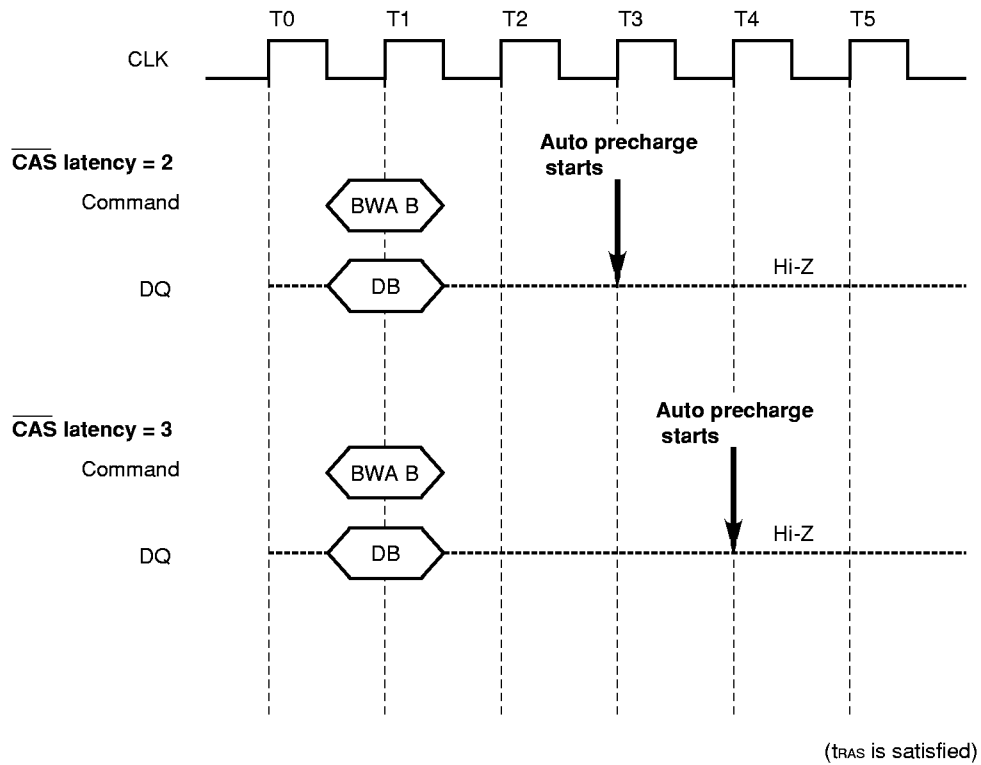 T0 T1 T2 T3 T4 T5
CLK
Auto precharge
starts
CAS latency = 2
Command BWA B
Hi-Z
DQ DB
Auto precharge
starts
CAS latency = 3
Command BWA B
Hi-Z
DQ DB
(tRAS is satisfied)